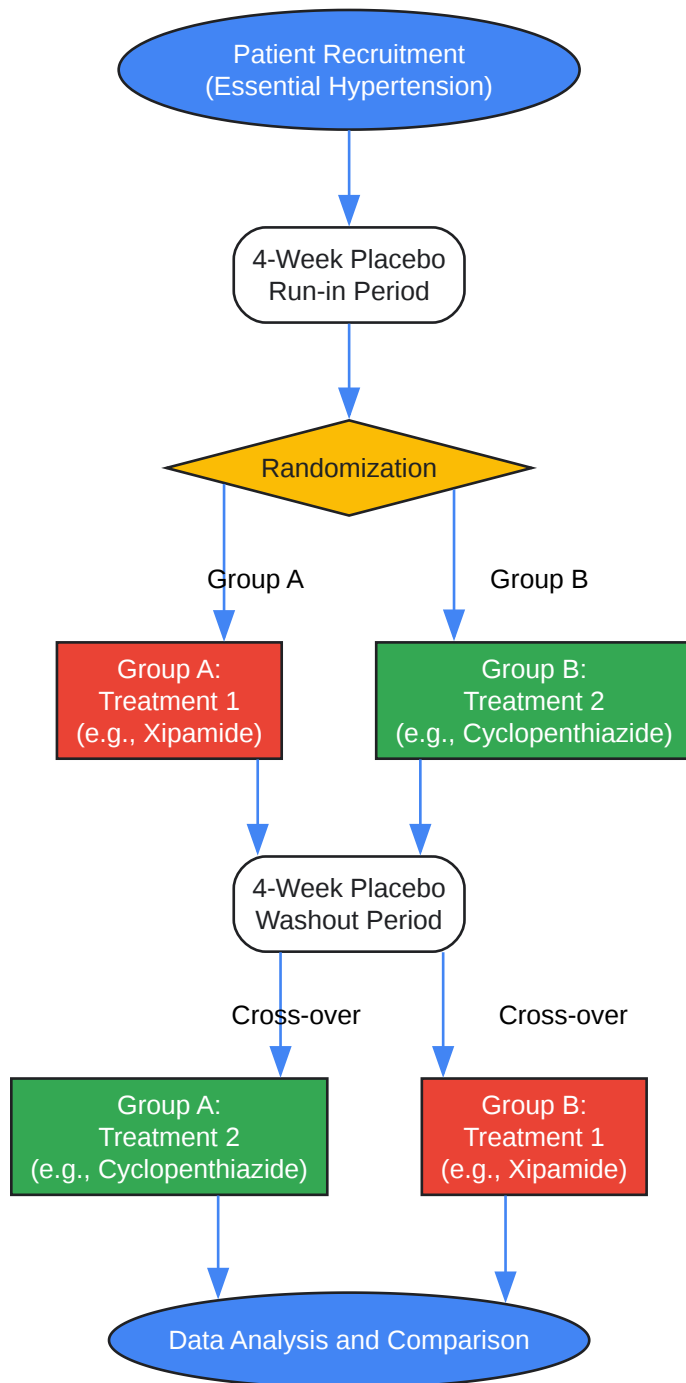 Patient Recruitment
(Essential Hypertension)
4-Week Placebo
Run-in Period
Randomization
Group A
Group B
Group A:
Treatment 1
(e.g., Xipamide)
Group B:
Treatment 2
(e.g., Cyclopenthiazide)
4-Week Placebo
Washout Period
Cross-over
Cross-over
Group A:
Treatment 2
(e.g., Cyclopenthiazide)
Group B:
Treatment 1
(e.g., Xipamide)
Data Analysis and Comparison